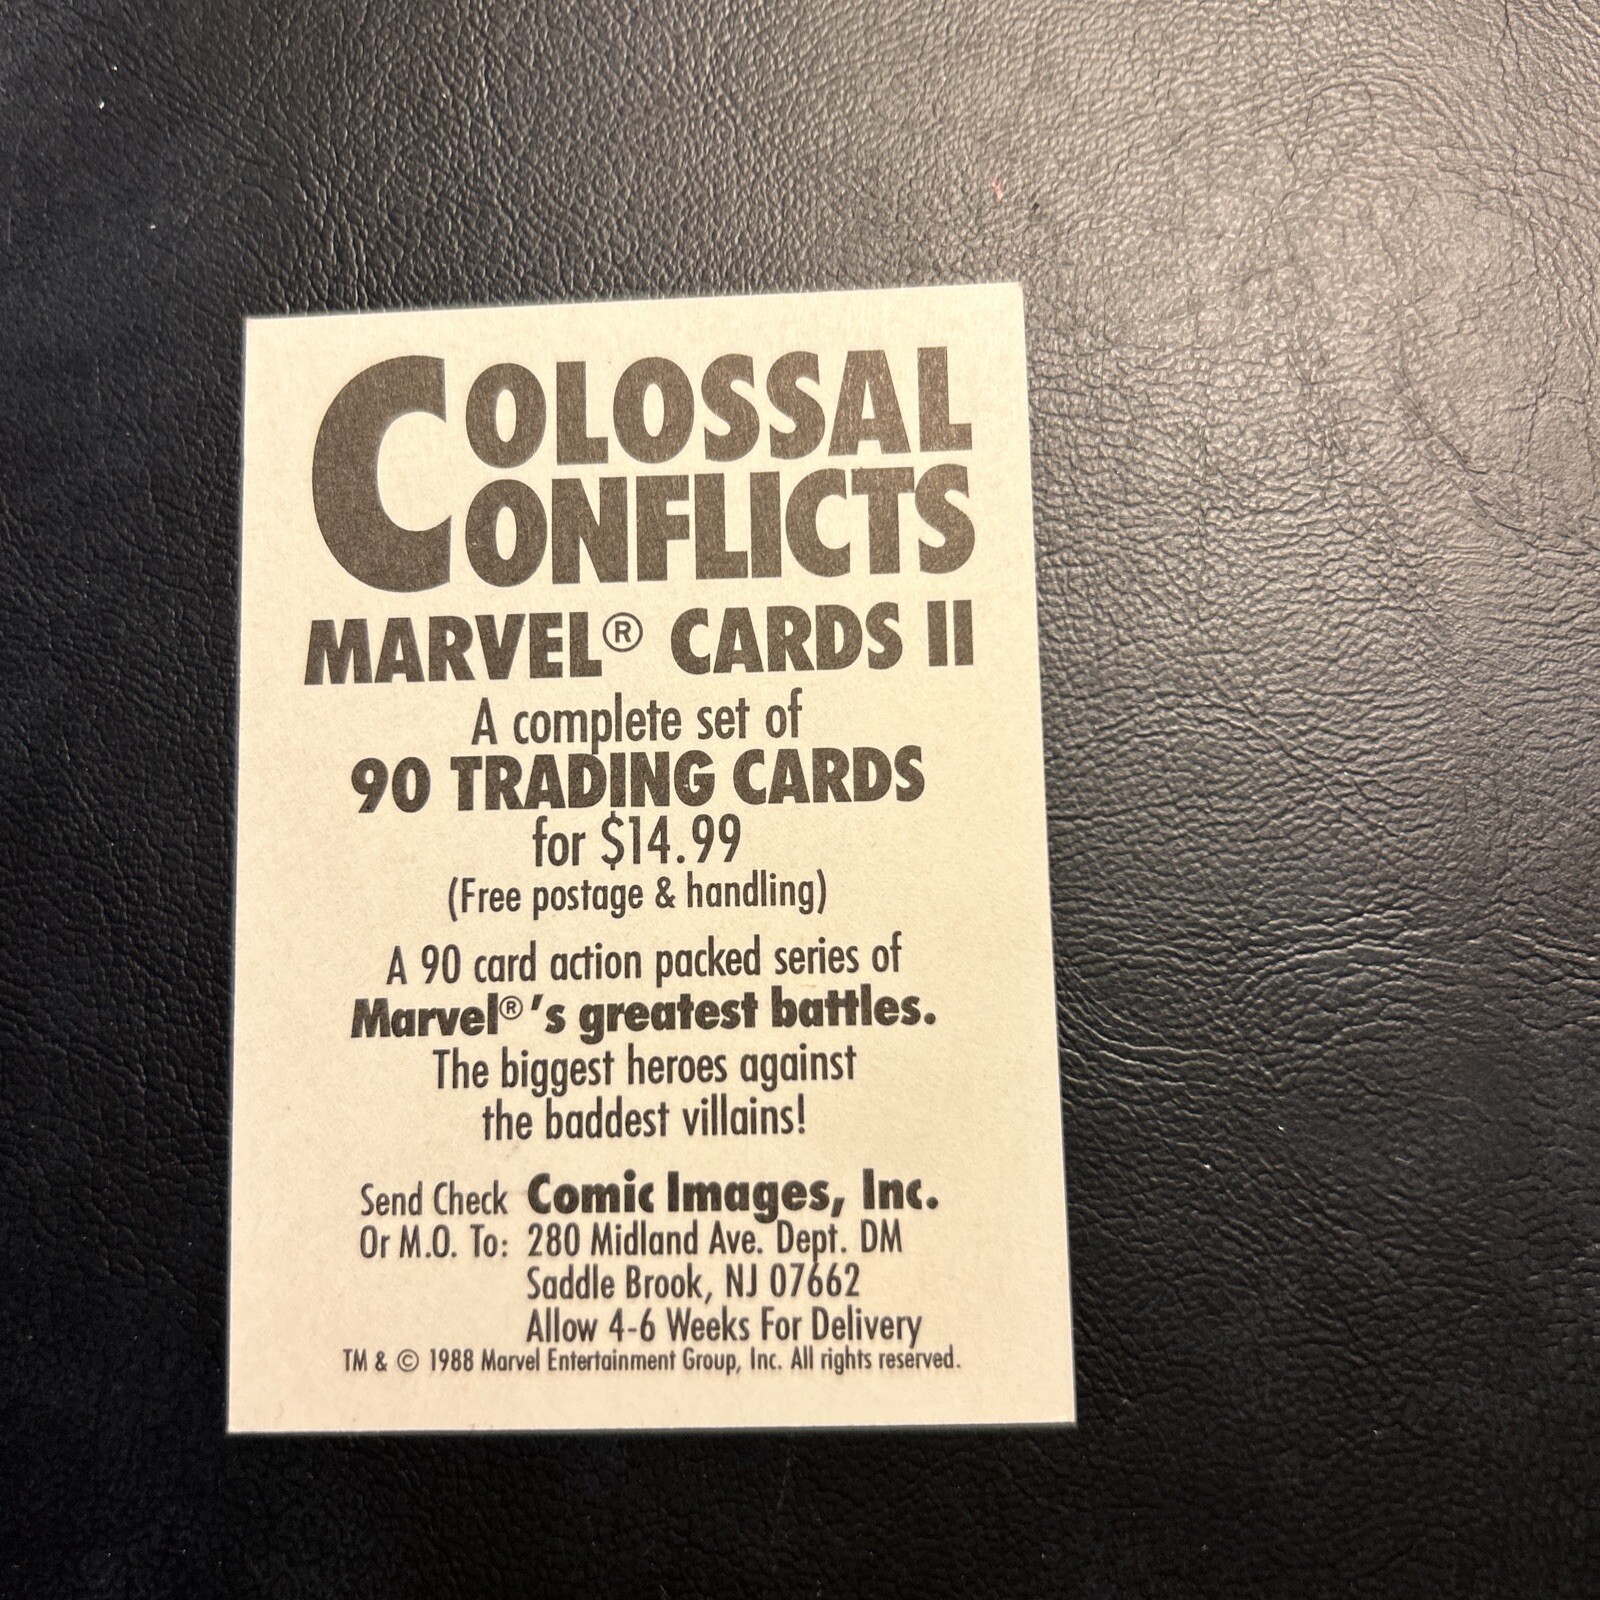 COLOSSAL
CONFLICTS
MARVEL® CARDS II
A complete set of
90 TRADING CARDS
for $14.99
(Free postage & handling)
A 90 card action packed series of
Marvel®'s greatest battles.
The biggest heroes against
the baddest villains!
Send Check Comic Images, Inc.
Or M.O. To: 280 Midland Ave. Dept. DM
Saddle Brook, NJ 07662
Allow 4-6 Weeks For Delivery
TM & © 1988 Marvel Entertainment Group, Inc. All rights reserved.